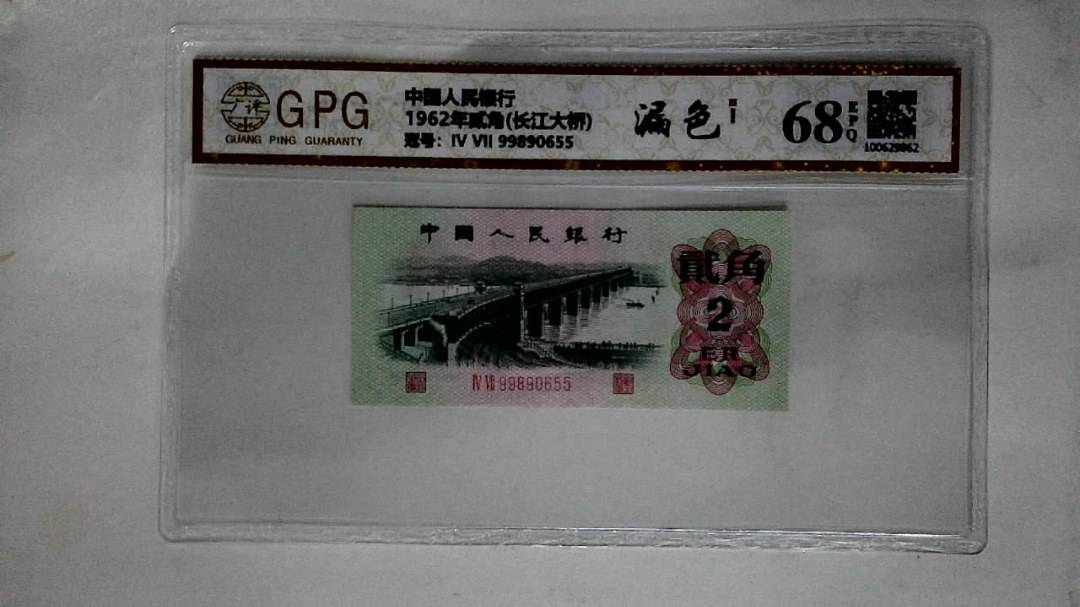 GPG
GUANG PING GUARANTY
中國人民银行
1962年贰角(长江大桥)
冠号: IV VII 99890655
漏色
68
EPQ
100629862
中國人民銀行
貳角
2
ER
JIAO
IV VII 99890655